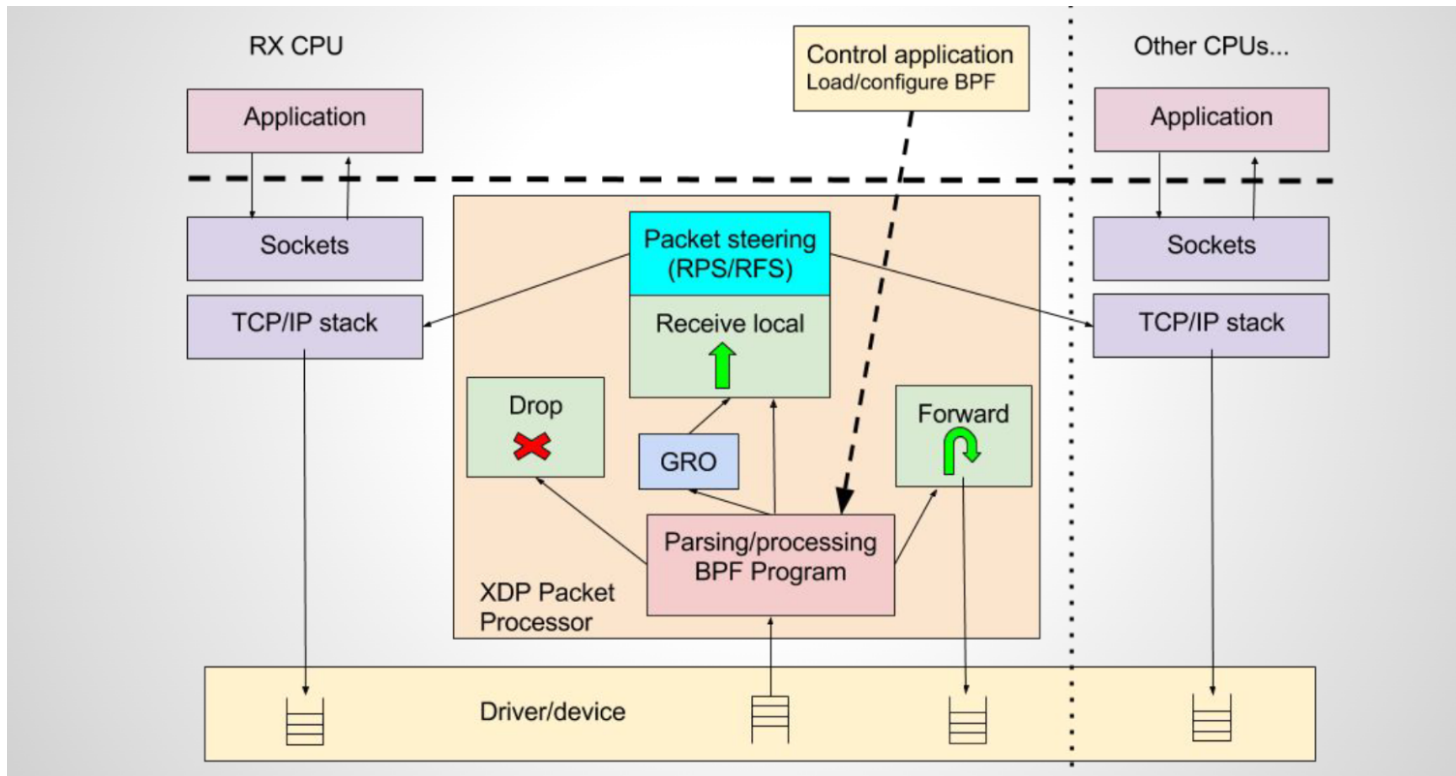 RX CPU
Control application
Load/configure BPF
Other CPUs...
Application
Application
Sockets
Packet steering
(RPS/RFS)
Sockets
TCP/IP stack
Receive local
TCP/IP stack
Drop
Forward
GRO
Parsing/processing
BPF Program
XDP Packet
Processor
Driver/device